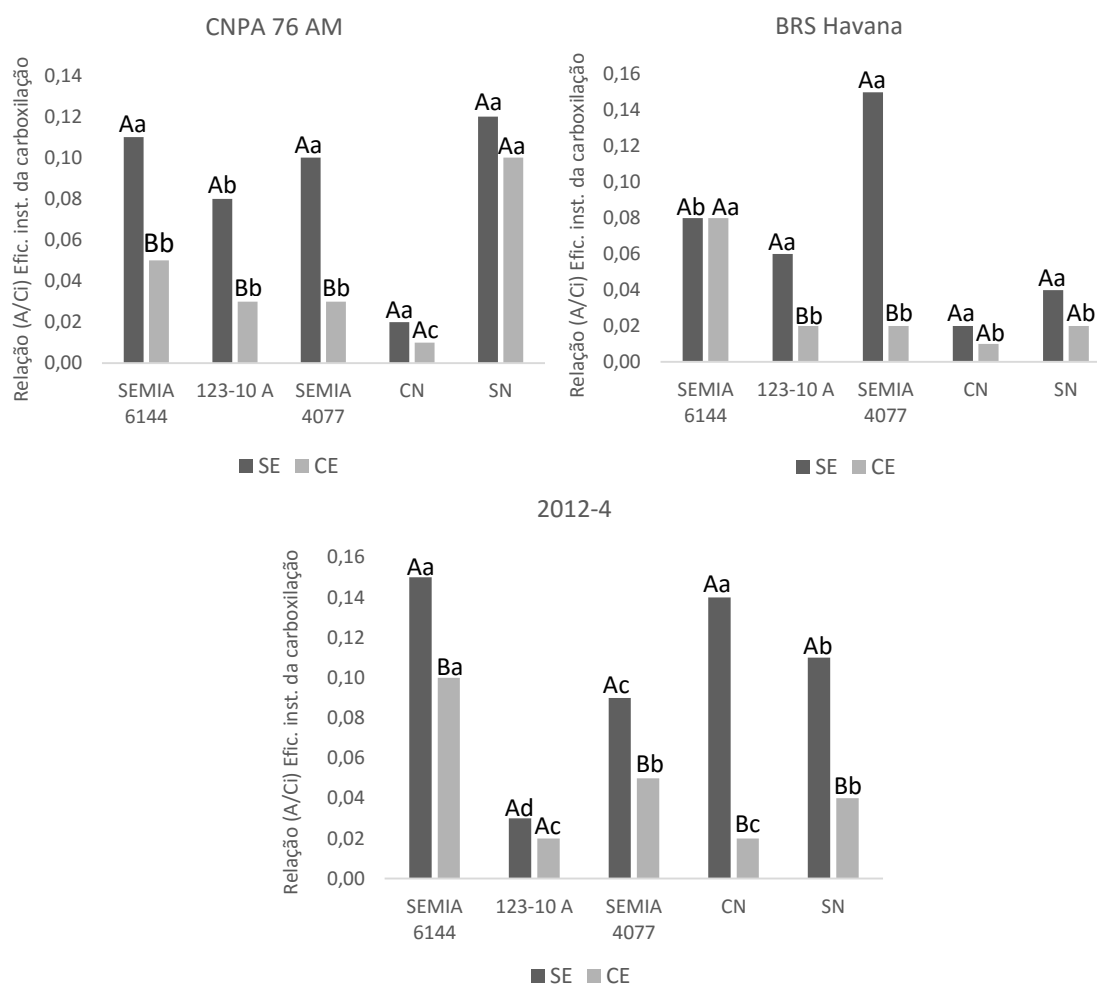 CNPA 76 AM
Relação (A/Ci) Efic. inst. da carboxilação
0,14
0,12
0,10
0,08
0,06
0,04
0,02
0,00
Aa
Bb
Ab
Bb
Aa
Bb
Aa
Ac
Aa
Aa
SEMIA 6144
123-10 A
SEMIA 4077
CN
SN
SE
CE
BRS Havana
Relação (A/Ci) Efic. inst. da carboxilação
0,16
0,14
0,12
0,10
0,08
0,06
0,04
0,02
0,00
Ab
Aa
Aa
Bb
Aa
Bb
Aa
Ab
Aa
Ab
SEMIA 6144
123-10 A
SEMIA 4077
CN
SN
SE
CE
2012-4
Relação (A/Ci) Efic. inst. da carboxilação
0,16
0,14
0,12
0,10
0,08
0,06
0,04
0,02
0,00
Aa
Ba
Ad
Ac
Ac
Bb
Aa
Bc
Ab
Bb
SEMIA 6144
123-10 A
SEMIA 4077
CN
SN
SE
CE